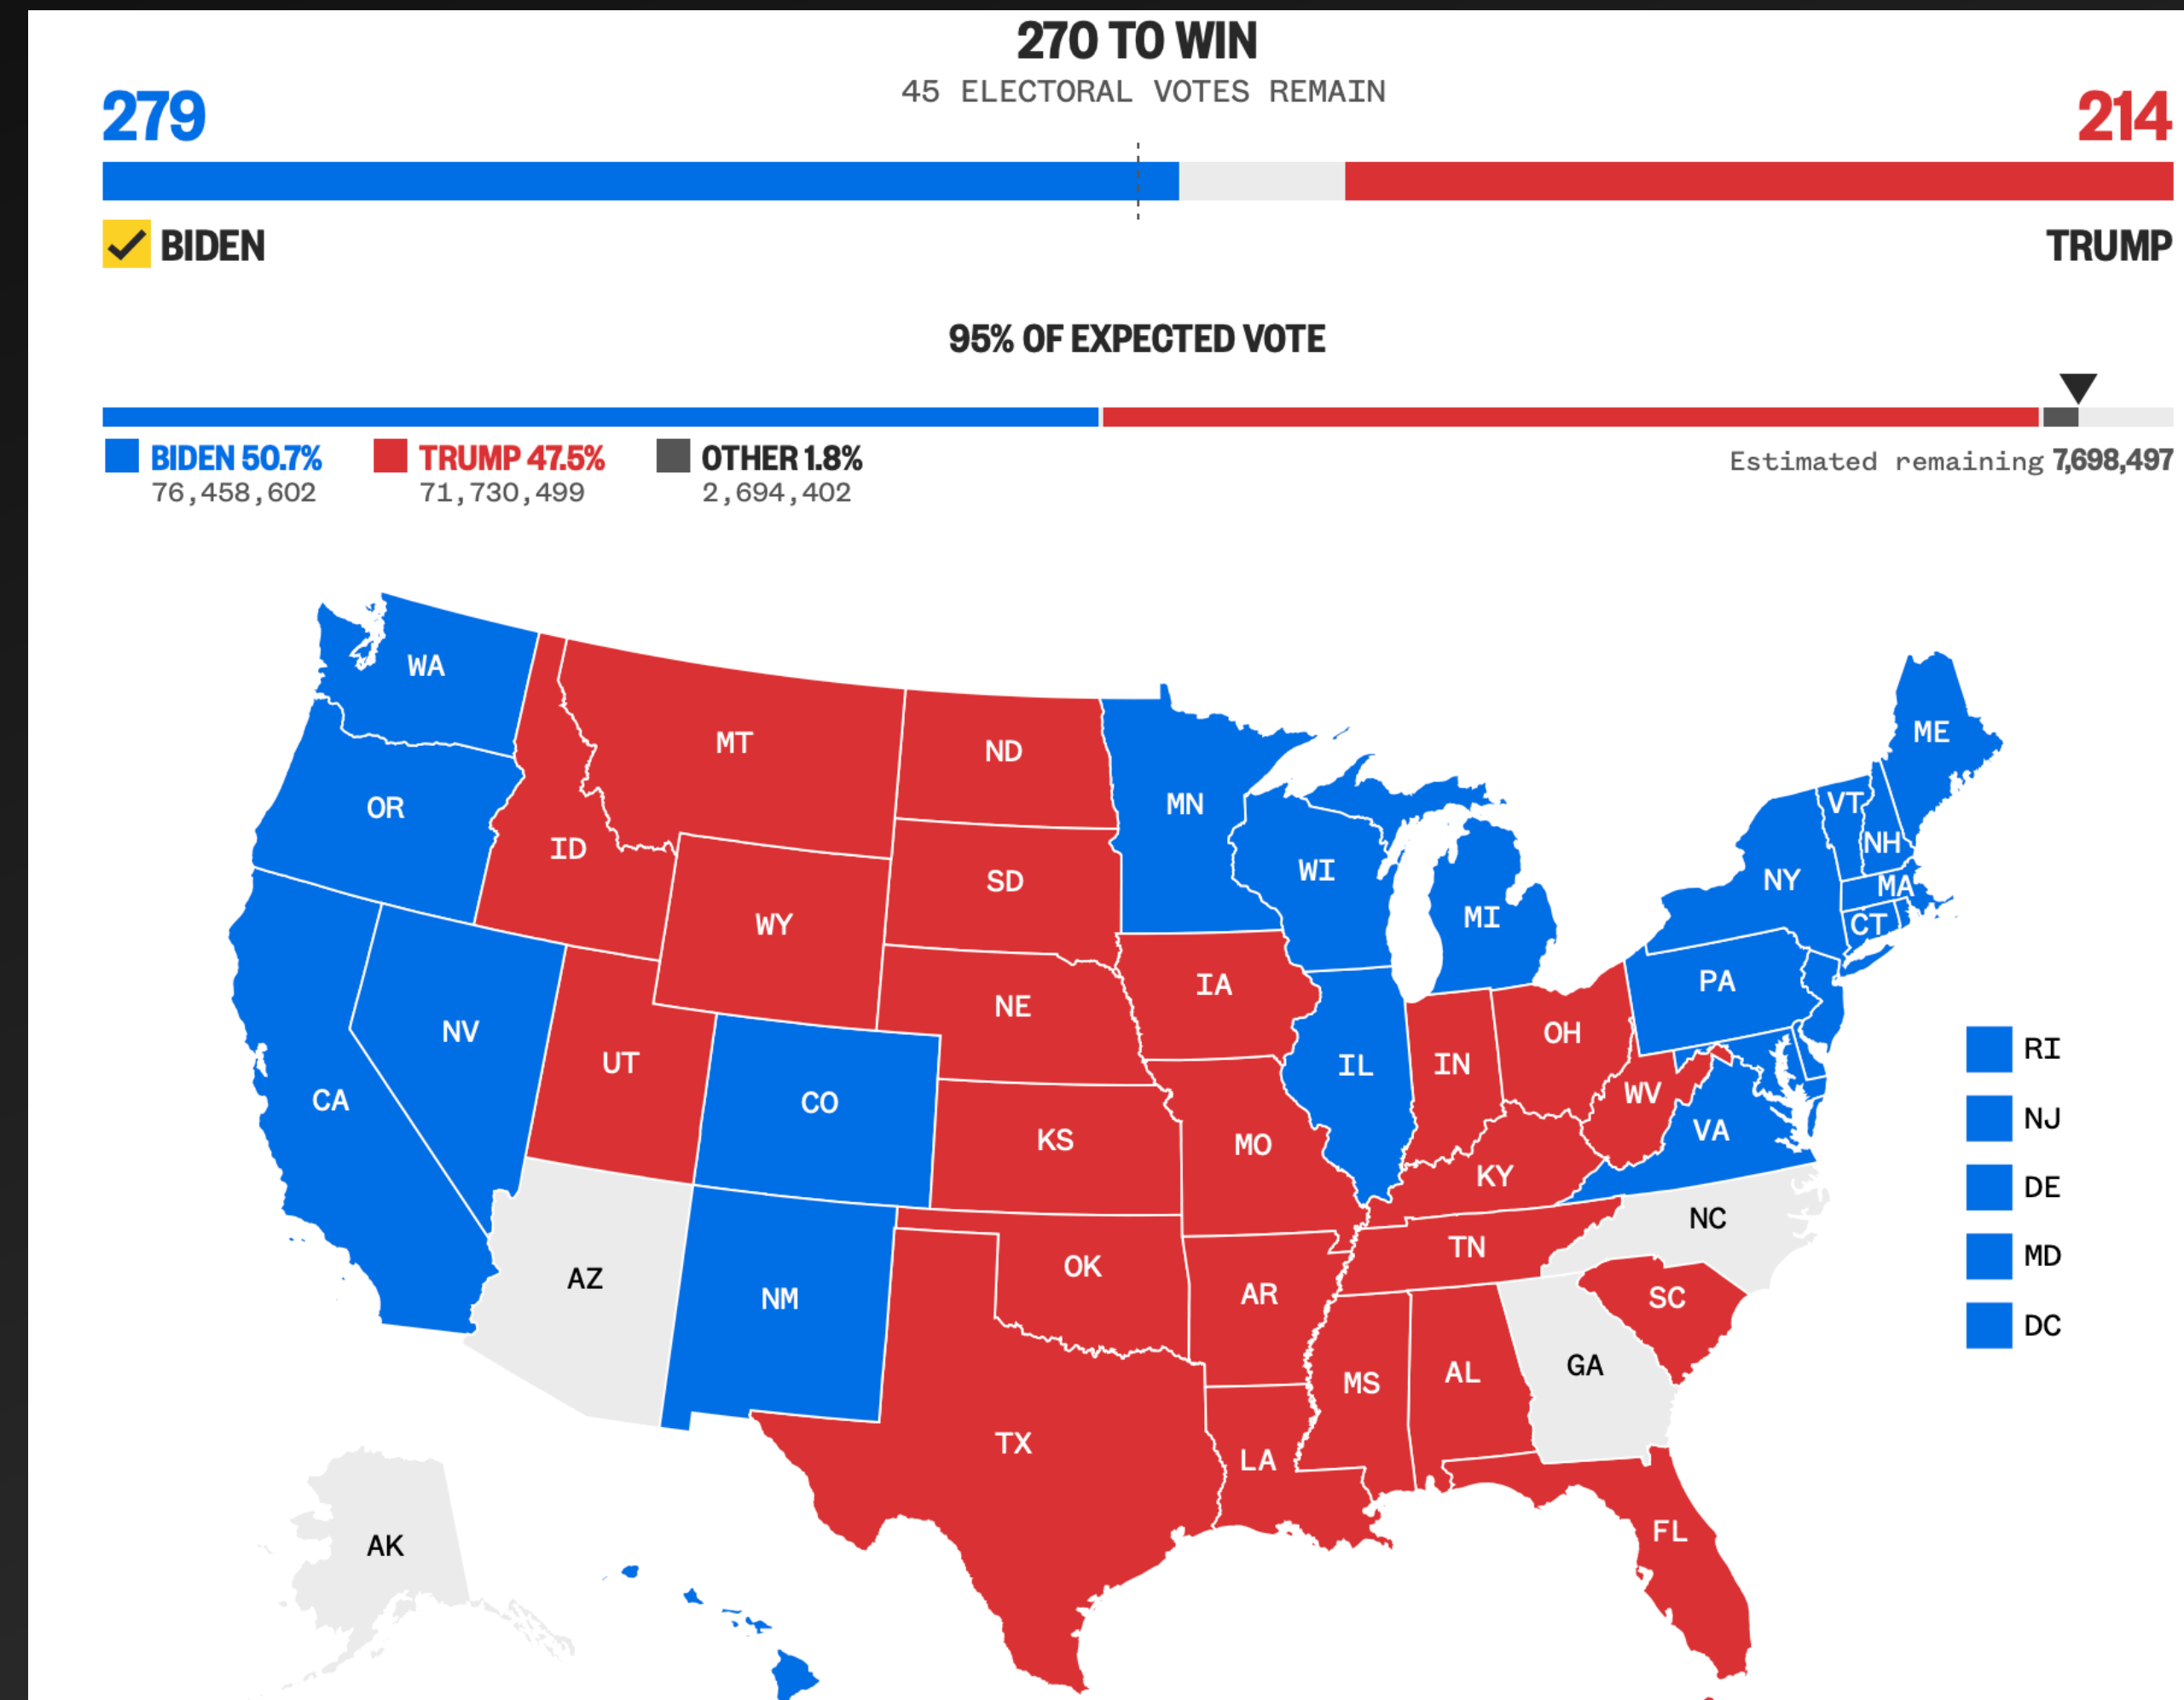 270 TO WIN
45 ELECTORAL VOTES REMAIN
279
214
BIDEN
TRUMP
95% OF EXPECTED VOTE
BIDEN 50.7%
TRUMP 47.5%
OTHER 1.8%
Estimated remaining 7,698,497
76,458,602
71,730,499
2,694,402
WA
ME
MT
ND
VT
MN
OR
NH
ID
WI
NY
SD
MA
MI
WY
CT
PA
IA
NE
NV
OH
RI
UT
IN
IL
WV
CA
CO
NJ
VA
KS
MO
KY
DE
NC
TN
MD
OK
AZ
AR
NM
SC
DC
GA
AL
MS
TX
LA
FL
AK